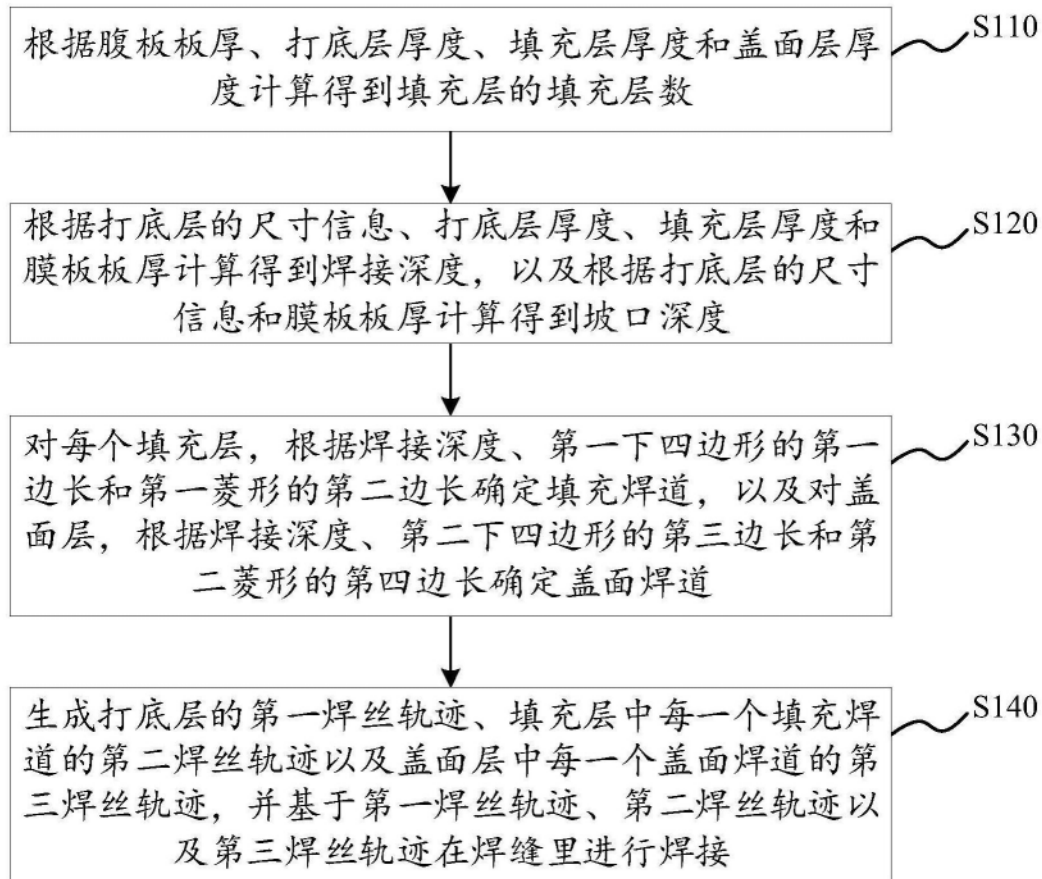 根据腹板板厚、打底层厚度、填充层厚度和盖面层厚
度计算得到填充层的填充层数
S110
根据打底层的尺寸信息、打底层厚度、填充层厚度和
膜板板厚计算得到焊接深度，以及根据打底层的尺寸
信息和膜板板厚计算得到坡口深度
S120
对每个填充层，根据焊接深度、第一下四边形的第一
边长和第一菱形的第二边长确定填充焊道，以及对盖
面层，根据焊接深度、第二下四边形的第三边长和第
二菱形的第四边长确定盖面焊道
S130
生成打底层的第一焊丝轨迹、填充层中每一个填充焊
道的第二焊丝轨迹以及盖面层中每一个盖面焊道的第
三焊丝轨迹，并基于第一焊丝轨迹、第二焊丝轨迹以
及第三焊丝轨迹在焊缝里进行焊接
S140